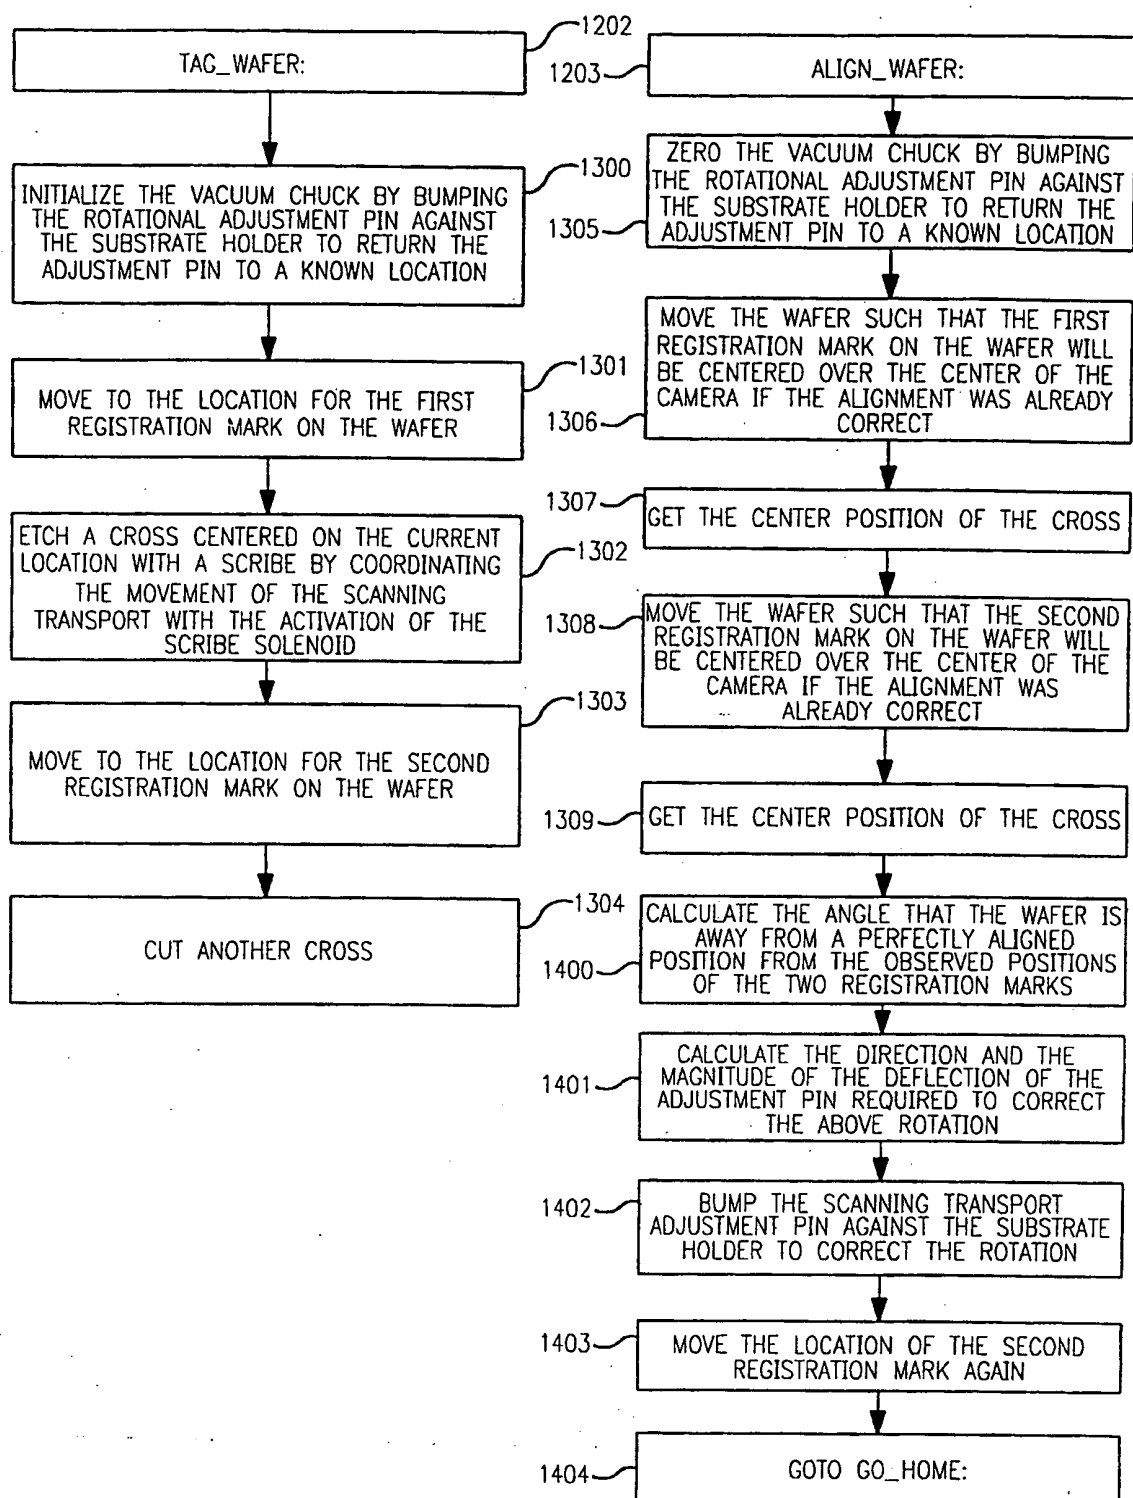 1202
TAG_WAFER:
1300
INITIALIZE THE VACUUM CHUCK BY BUMPING
THE ROTATIONAL ADJUSTMENT PIN AGAINST
THE SUBSTRATE HOLDER TO RETURN THE
ADJUSTMENT PIN TO A KNOWN LOCATION
1301
MOVE TO THE LOCATION FOR THE FIRST
REGISTRATION MARK ON THE WAFER
1302
ETCH A CROSS CENTERED ON THE CURRENT
LOCATION WITH A SCRIBE BY COORDINATING
THE MOVEMENT OF THE SCANNING
TRANSPORT WITH THE ACTIVATION OF THE
SCRIBE SOLENOID
1303
MOVE TO THE LOCATION FOR THE SECOND
REGISTRATION MARK ON THE WAFER
1304
CUT ANOTHER CROSS
1203
ALIGN_WAFER:
1305
ZERO THE VACUUM CHUCK BY BUMPING
THE ROTATIONAL ADJUSTMENT PIN AGAINST
THE SUBSTRATE HOLDER TO RETURN THE
ADJUSTMENT PIN TO A KNOWN LOCATION
1306
MOVE THE WAFER SUCH THAT THE FIRST
REGISTRATION MARK ON THE WAFER WILL
BE CENTERED OVER THE CENTER OF THE
CAMERA IF THE ALIGNMENT WAS ALREADY
CORRECT
1307
GET THE CENTER POSITION OF THE CROSS
1308
MOVE THE WAFER SUCH THAT THE SECOND
REGISTRATION MARK ON THE WAFER WILL
BE CENTERED OVER THE CENTER OF THE
CAMERA IF THE ALIGNMENT WAS
ALREADY CORRECT
1309
GET THE CENTER POSITION OF THE CROSS
1400
CALCULATE THE ANGLE THAT THE WAFER IS
AWAY FROM A PERFECTLY ALIGNED
POSITION FROM THE OBSERVED POSITIONS
OF THE TWO REGISTRATION MARKS
1401
CALCULATE THE DIRECTION AND THE
MAGNITUDE OF THE DEFLECTION OF THE
ADJUSTMENT PIN REQUIRED TO CORRECT
THE ABOVE ROTATION
1402
BUMP THE SCANNING TRANSPORT
ADJUSTMENT PIN AGAINST THE SUBSTRATE
HOLDER TO CORRECT THE ROTATION
1403
MOVE THE LOCATION OF THE SECOND
REGISTRATION MARK AGAIN
1404
GOTO GO_HOME: